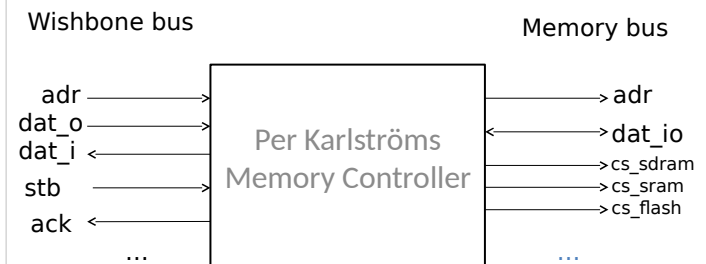 Wishbone bus
Memory bus
adr
dat_o
dat_i
stb
ack
...
Per Karlströms
Memory Controller
adr
dat_io
cs_sdram
cs_sram
cs_flash
...